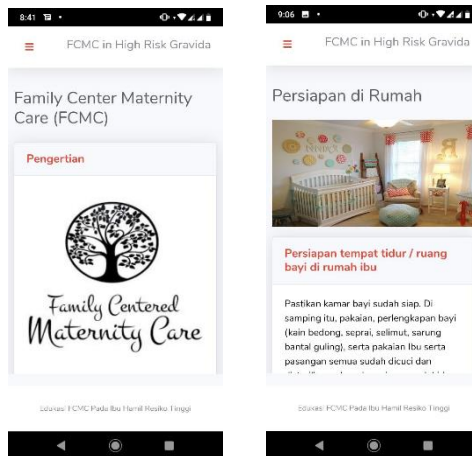 8:41
FCMC in High Risk Gravida
Family Center Maternity
Care (FCMC)
Pengertian
Family Centered
Maternity Care
Edukasi FCMC Pada Ibu Hamil Resiko Tinggi
9:06
FCMC in High Risk Gravida
Persiapan di Rumah
Persiapan tempat tidur / ruang
bayi di rumah ibu
Pastikan kamar bayi sudah siap. Di
samping itu, pakaian, perlengkapan bayi
(kain bedong, seprai, selimut, sarung
bantal guling), serta pakaian Ibu serta
pasangan semua sudah dicuci dan
Edukasi FCMC Pada Ibu Hamil Resiko Tinggi